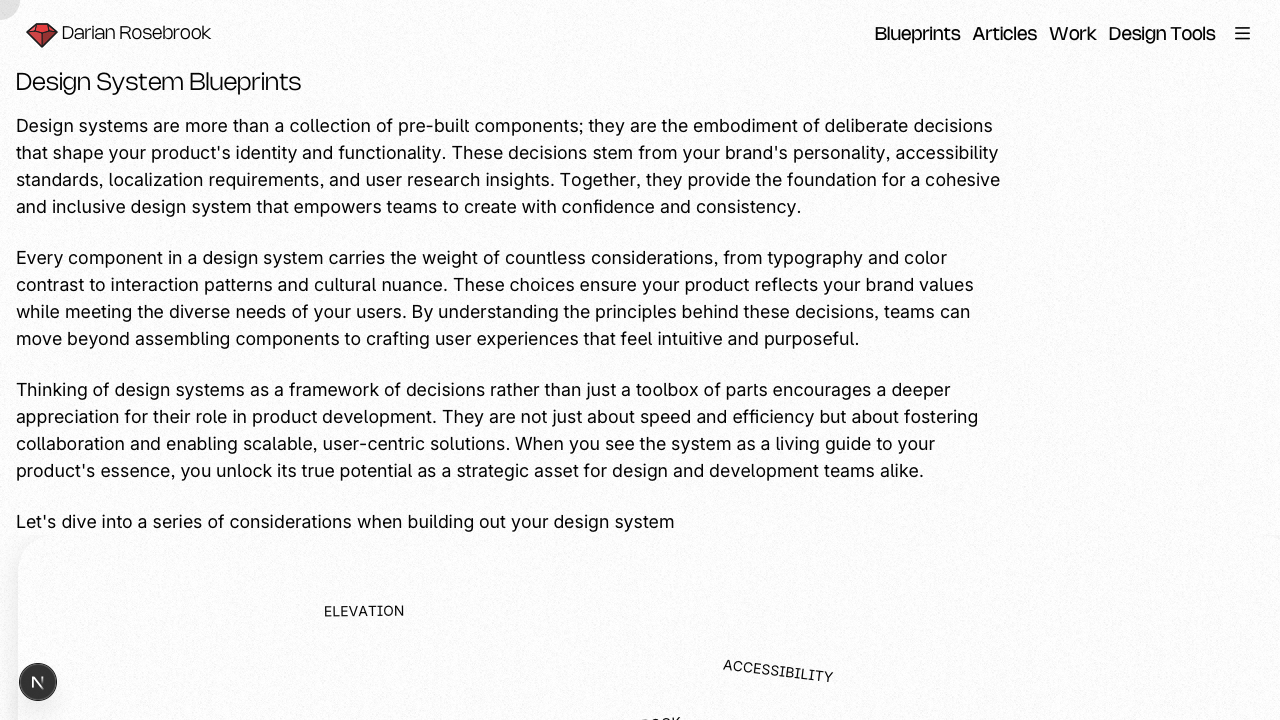 Darian Rosebrook
Blueprints Articles Work Design Tools
Design System Blueprints
Design systems are more than a collection of pre-built components; they are the embodiment of deliberate decisions
that shape your product's identity and functionality. These decisions stem from your brand's personality, accessibility
standards, localization requirements, and user research insights. Together, they provide the foundation for a cohesive
and inclusive design system that empowers teams to create with confidence and consistency.
Every component in a design system carries the weight of countless considerations, from typography and color
contrast to interaction patterns and cultural nuance. These choices ensure your product reflects your brand values
while meeting the diverse needs of your users. By understanding the principles behind these decisions, teams can
move beyond assembling components to crafting user experiences that feel intuitive and purposeful.
Thinking of design systems as a framework of decisions rather than just a toolbox of parts encourages a deeper
appreciation for their role in product development. They are not just about speed and efficiency but about fostering
collaboration and enabling scalable, user-centric solutions. When you see the system as a living guide to your
product's essence, you unlock its true potential as a strategic asset for design and development teams alike.
Let's dive into a series of considerations when building out your design system
ELEVATION
ACCESSIBILITY
N